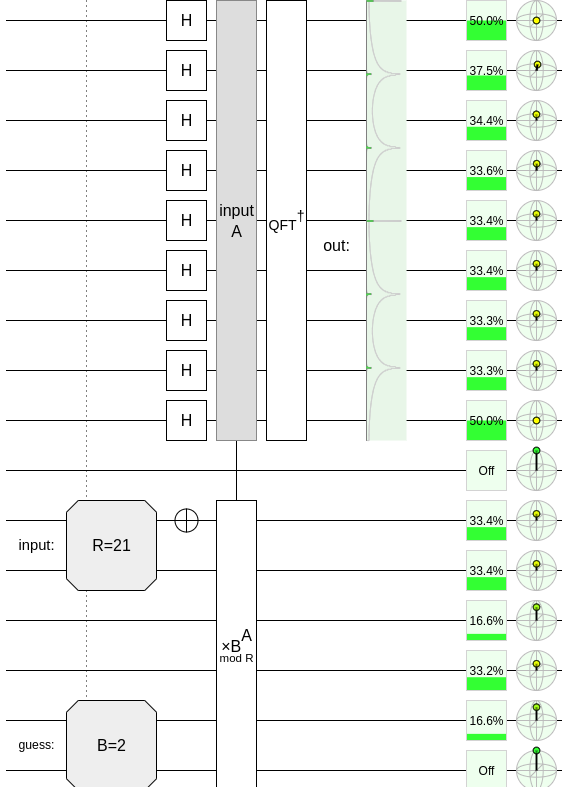 H 50.0%
H 37.5%
H 34.4%
H 33.6%
input
A
H QFT† 33.4%
out:
H 33.4%
H 33.3%
H 33.3%
H 50.0%
Off
33.4%
input: R=21
33.4%
16.6%
×B^A
mod R
33.2%
16.6%
guess: B=2
Off